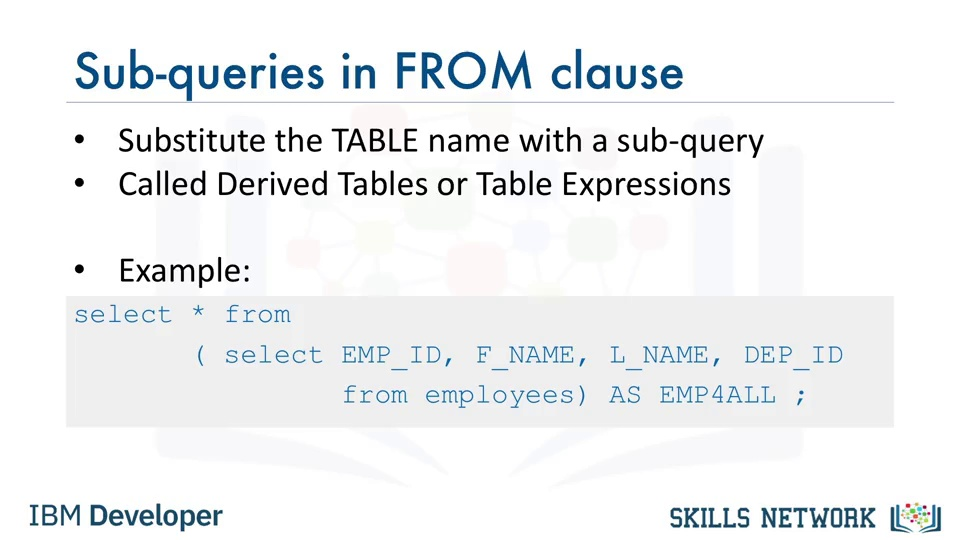 Sub-queries in FROM clause
• Substitute the TABLE name with a sub-query
• Called Derived Tables or Table Expressions
• Example:
select * from
( select EMP_ID, F_NAME, L_NAME, DEP_ID
from employees) AS EMP4ALL ;
IBM Developer
SKILLS NETWORK